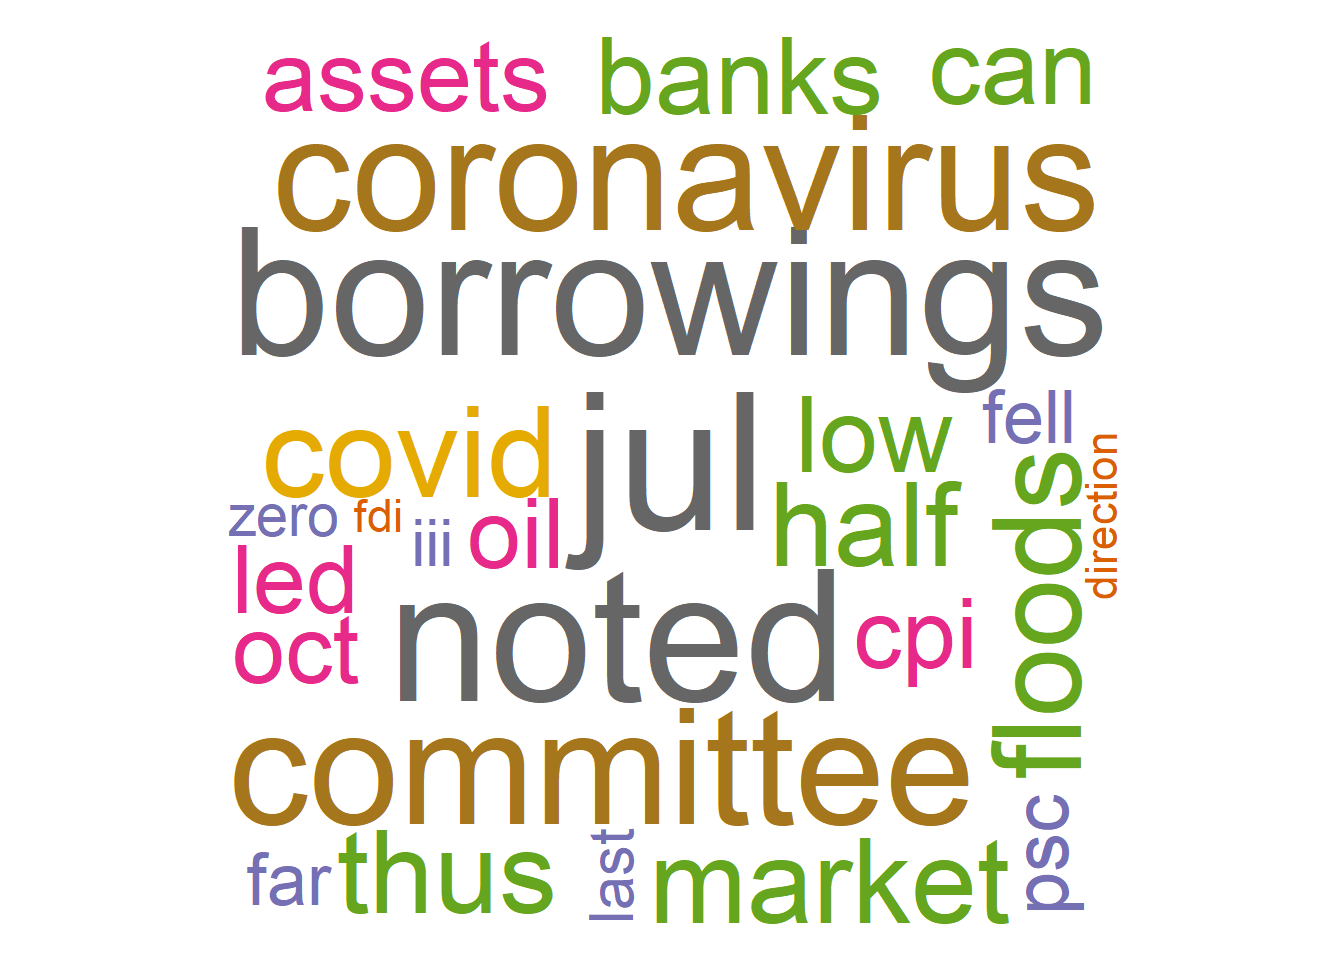 assets banks can
coronavirus
borrowings
covid jul low fell
direction
zero fdi iii oil half floods
led
oct noted cpi
committee
psc
far thus last market